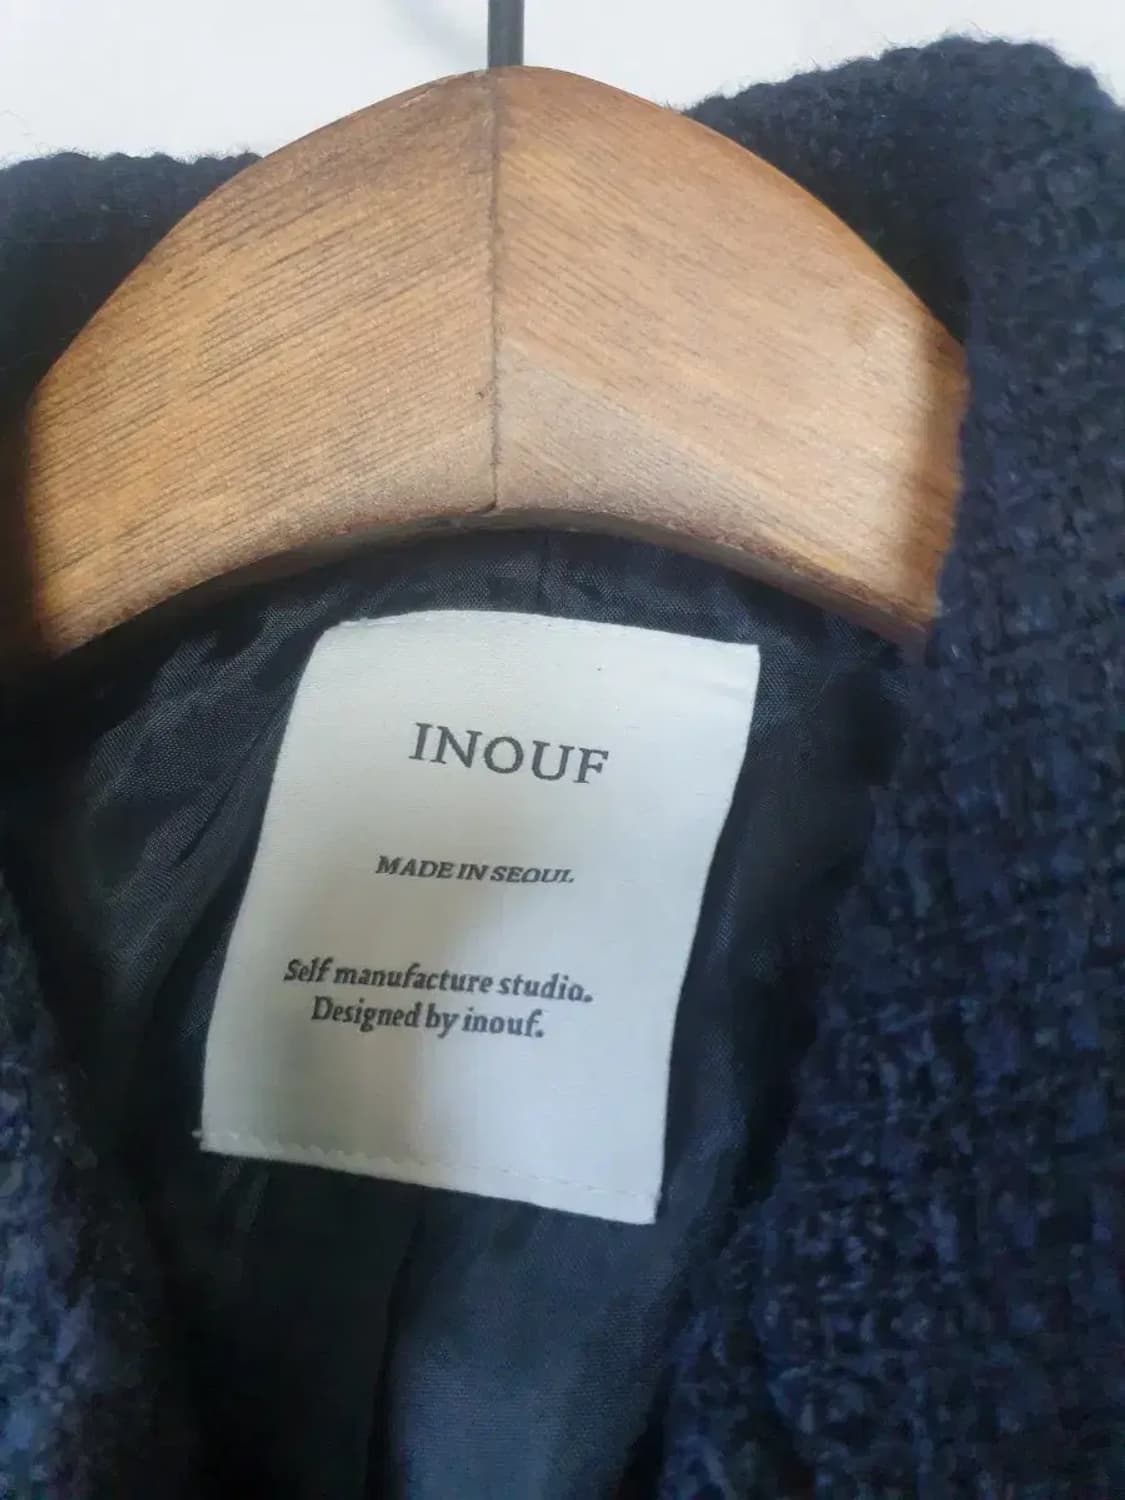 INOUF
MADE IN SEOUL
Self manufacture studio.
Designed by inouf.